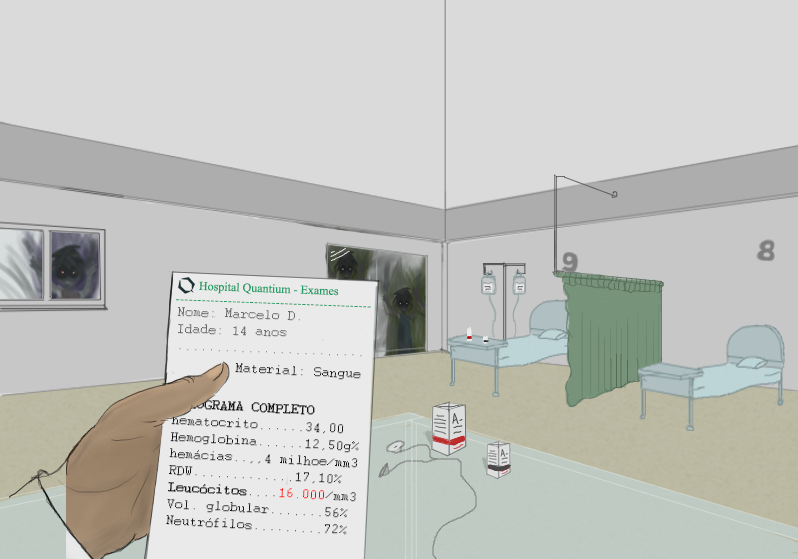 Hospital Quantium - Exames
Nome: Marcelo D.
Idade: 14 anos
Material: Sangue
OGRAMA COMPLETO
hematocrito......34,00
Hemoglobina......12,50g%
hemácias....4 milhoe/mm3
RDW.............17,10%
Leucócitos....16.000/mm3
Vol. globular.......56%
Neutrófilos.........72%
9
8
A-
A-